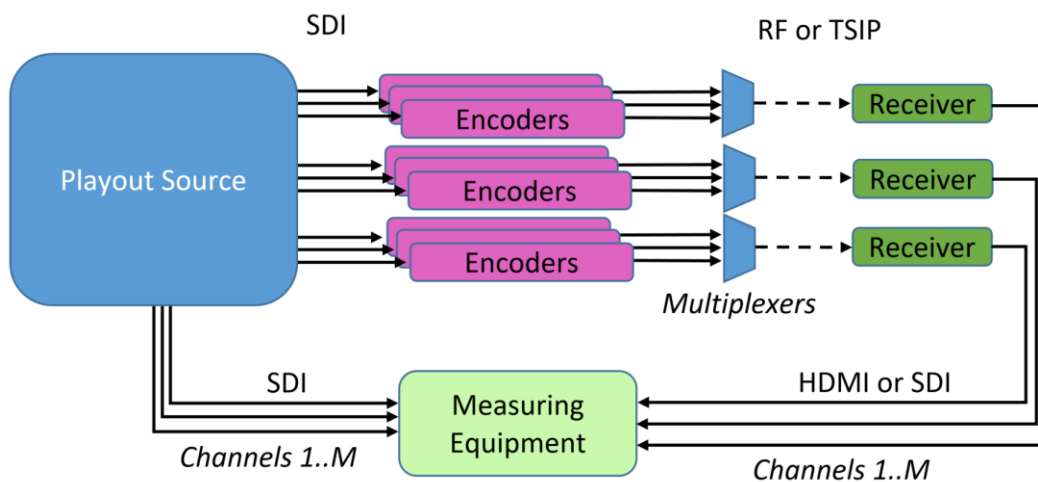 SDI
RF or TSIP
Encoders
Receiver
Playout Source
Encoders
Receiver
Encoders
Receiver
Multiplexers
SDI
HDMI or SDI
Measuring
Equipment
Channels 1..M
Channels 1..M